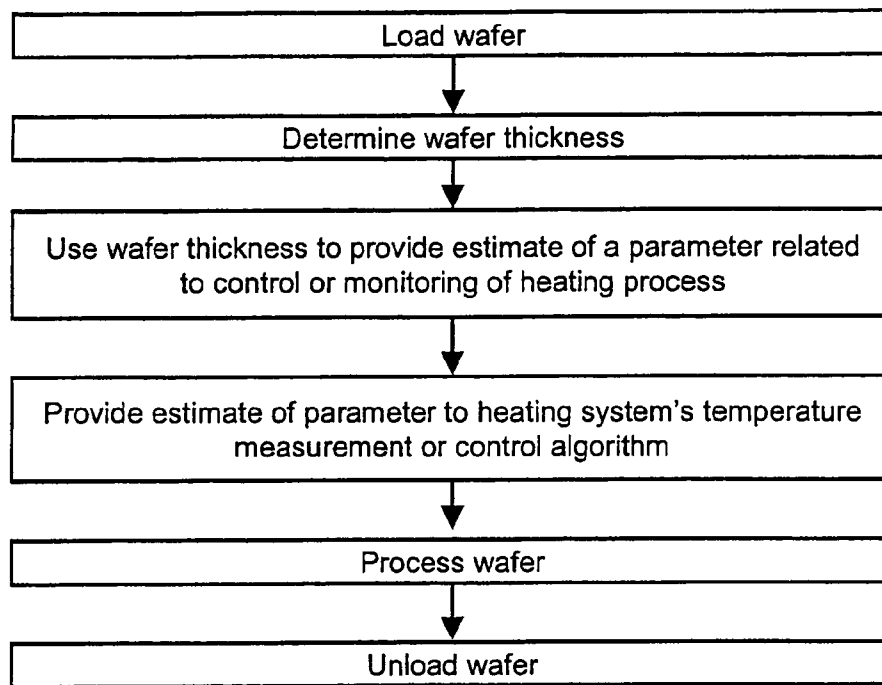 Load wafer
Determine wafer thickness
Use wafer thickness to provide estimate of a parameter related
to control or monitoring of heating process
Provide estimate of parameter to heating system's temperature
measurement or control algorithm
Process wafer
Unload wafer